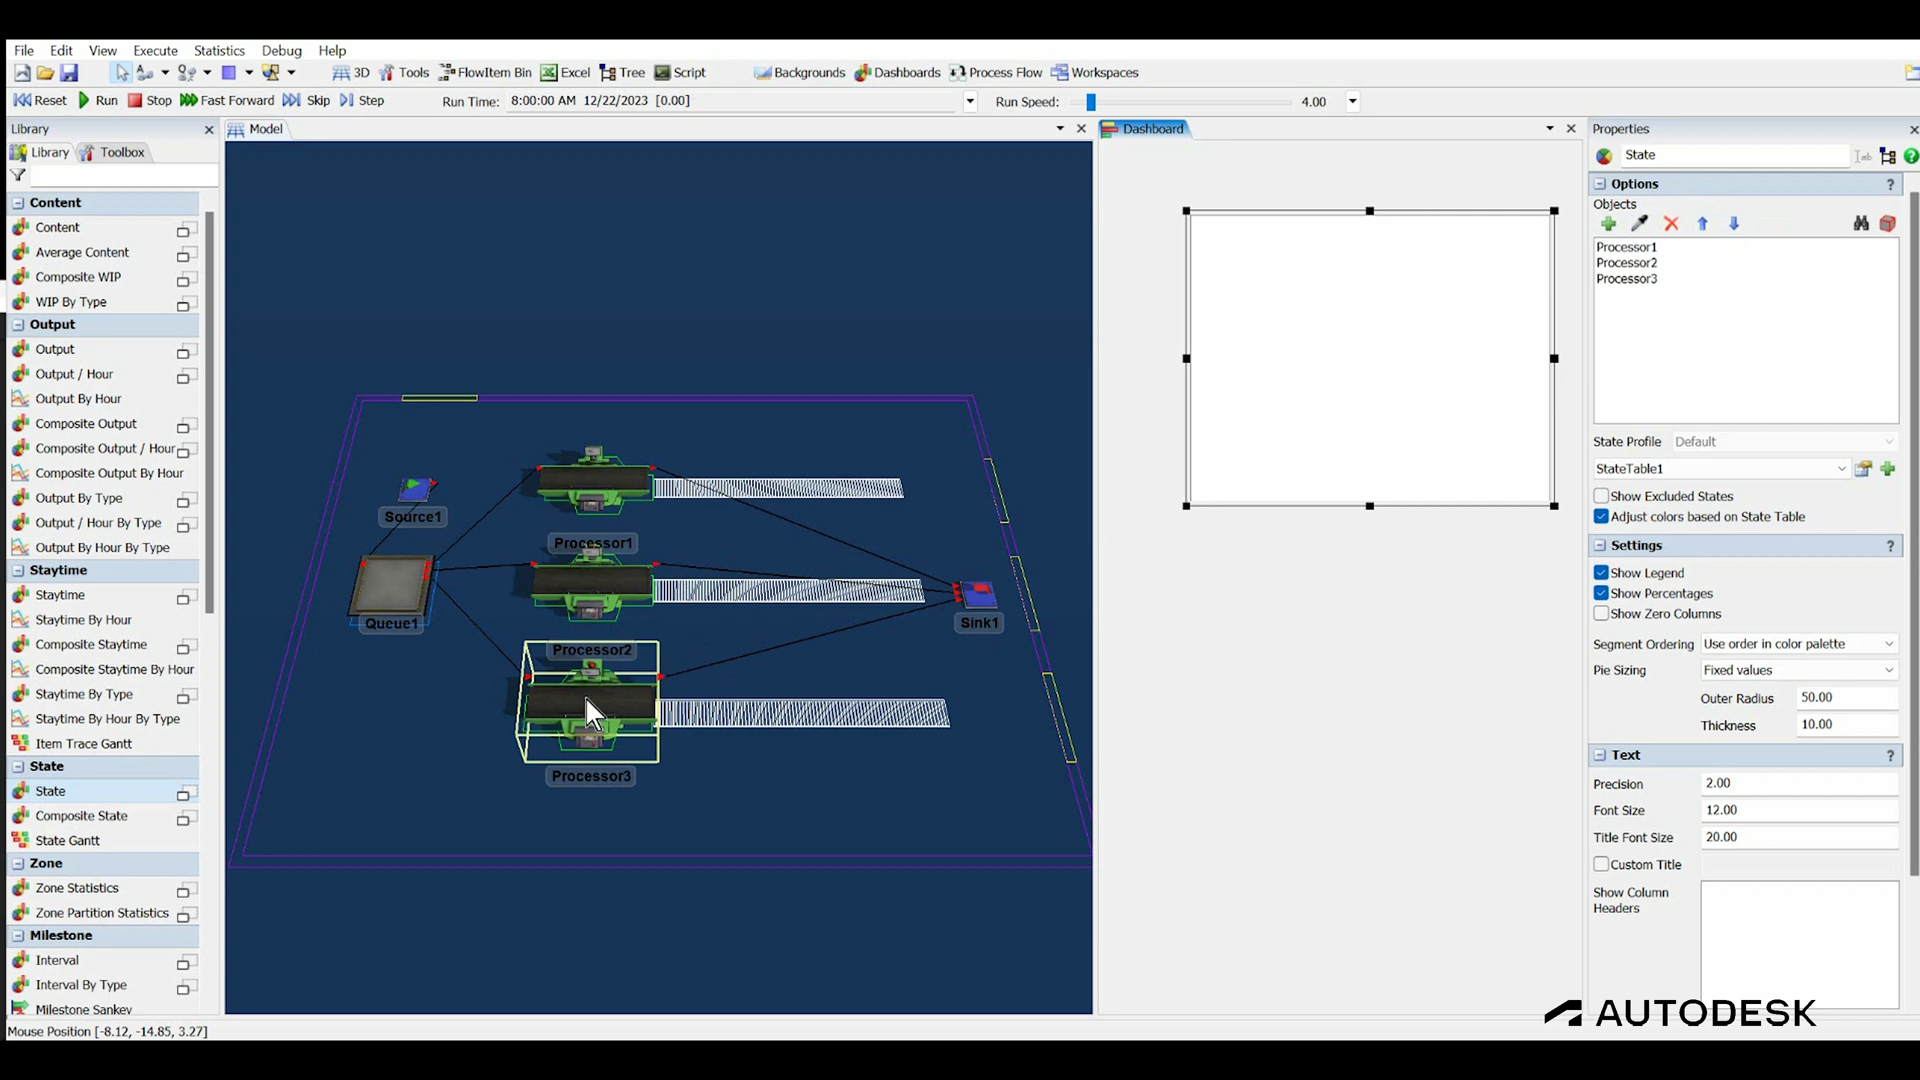 File Edit View Execute Statistics Debug Help
3D Tools FlowItem Bin Excel Tree Script Backgrounds Dashboards Process Flow Workspaces
Reset Run Stop Fast Forward Skip Step Run Time: 8:00:00 AM 12/22/2023 [0.00] Run Speed: 4.00
Library
Library Toolbox
Content
Content
Average Content
Composite WIP
WIP By Type
Output
Output
Output / Hour
Output By Hour
Composite Output
Composite Output / Hour
Composite Output By Hour
Output By Type
Output / Hour By Type
Output By Hour By Type
Staytime
Staytime
Staytime By Hour
Composite Staytime
Composite Staytime By Hour
Staytime By Type
Staytime By Hour By Type
Item Trace Gantt
State
State
Composite State
State Gantt
Zone
Zone Statistics
Zone Partition Statistics
Milestone
Interval
Interval By Type
Milestone Sankey
Mouse Position [-8.12, -14.85, 3.27]
Model
Source1
Processor1
Queue1
Sink1
Processor2
Processor3
Dashboard
Properties
State
Options ?
Objects
Processor1
Processor2
Processor3
State Profile Default
StateTable1
Show Excluded States
Adjust colors based on State Table
Settings ?
Show Legend
Show Percentages
Show Zero Columns
Segment Ordering Use order in color palette
Pie Sizing Fixed values
Outer Radius 50.00
Thickness 10.00
Text ?
Precision 2.00
Font Size 12.00
Title Font Size 20.00
Custom Title
Show Column
Headers
AUTODESK